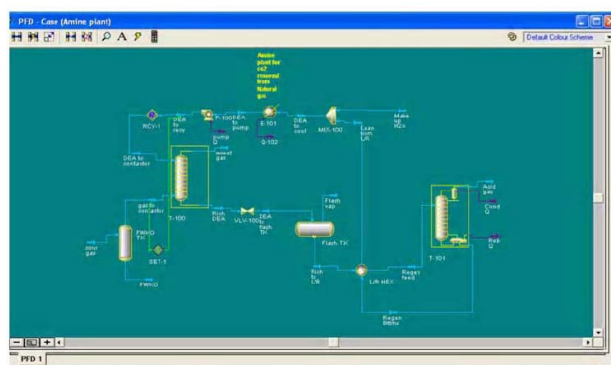 PFD - Case (Amine plant)
Default Colour Scheme
Amine
plant for
co2
removal
from
Natural
gas
RCY-1
DEA
to
recy
P-100
DEA
to
pump
pump
Q
E-101
Q-102
DEA
to
cool
MIX-100
Make
up
H2o
Lean
from
L/R
DEA to
contactor
sweet
gas
gas to
contactor
T-100
Rich
DEA
VLV-100
DEA
to
flash
TK
Flash
vap
Flash TK
sour
gas
FWKO
TK
SET-1
FWKO
Rich
to
L/R
L/R HEX
Regen
feed
Regen
Bttms
T-101
Acid
gas
Cond
Q
Reb
Q
PFD 1